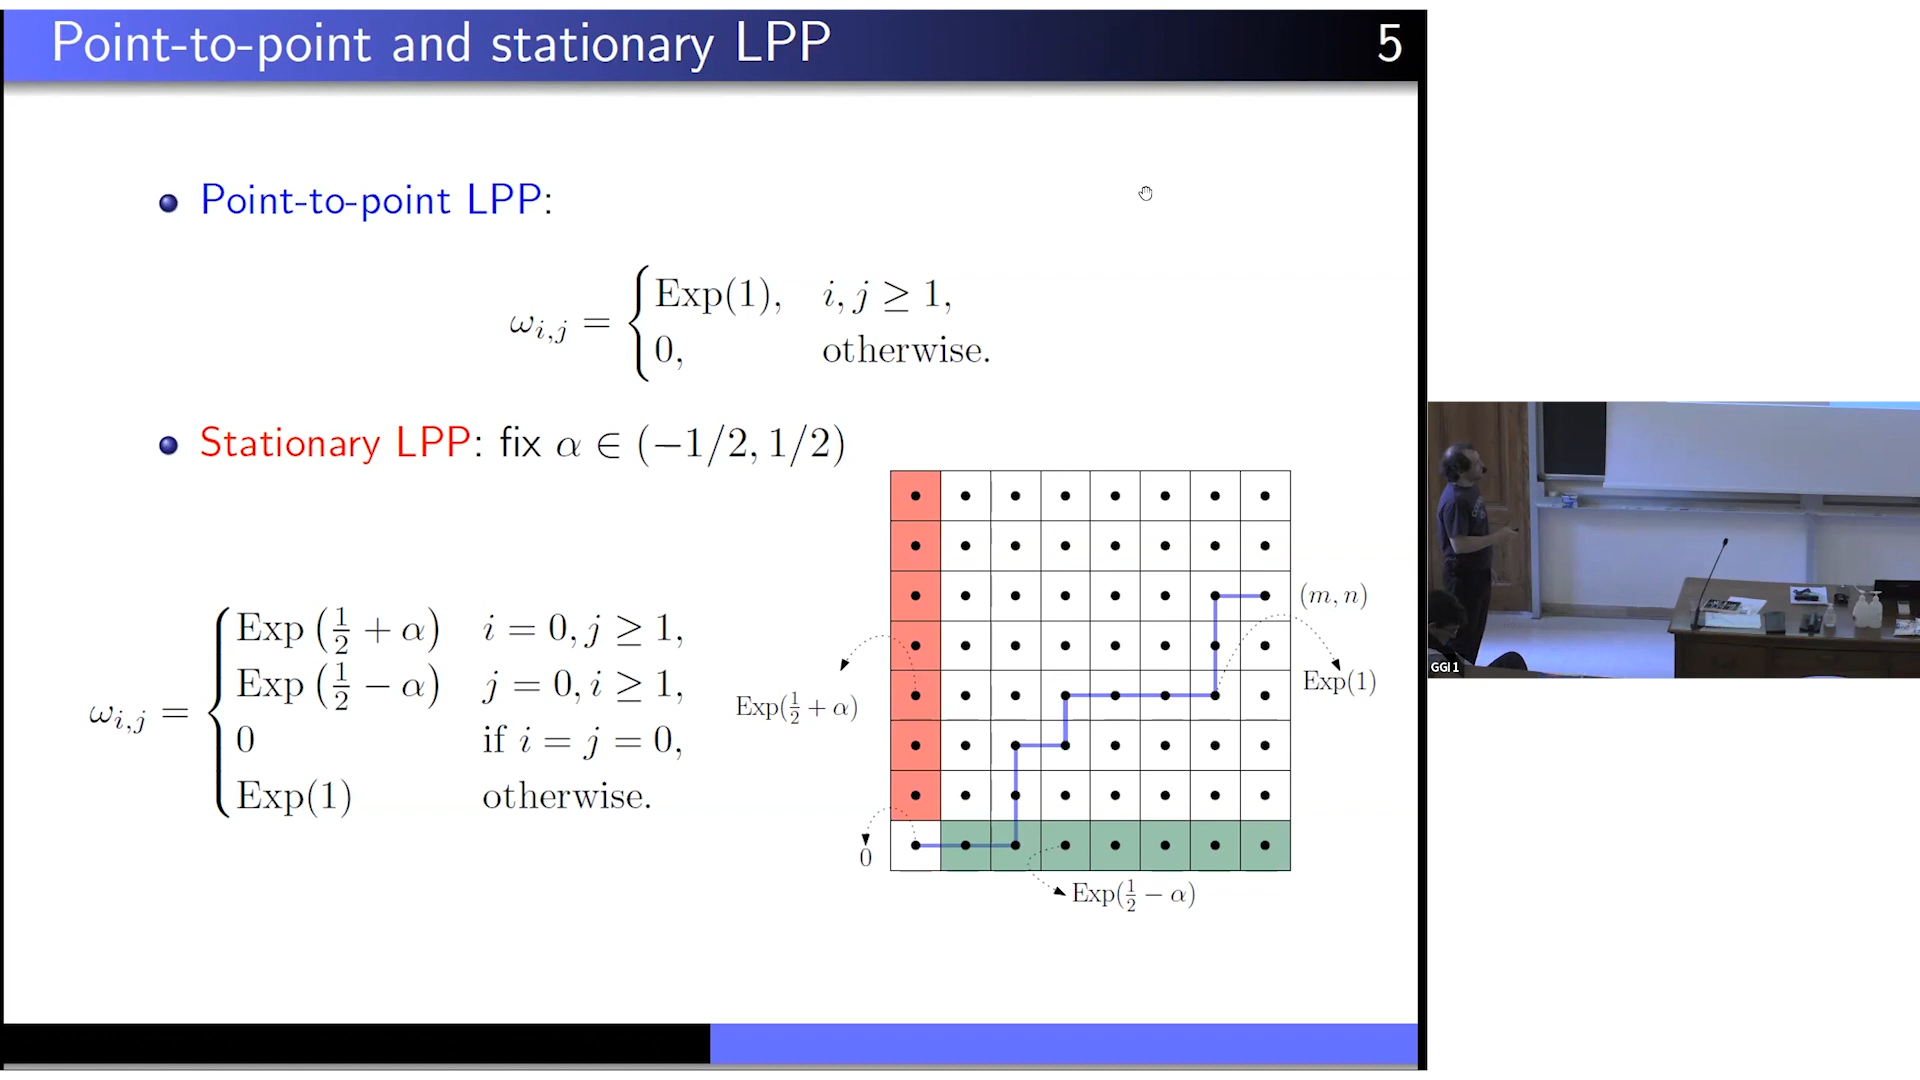 Point-to-point and stationary LPP 5
Point-to-point LPP:
ω_{i,j} = { Exp(1), i, j ≥ 1,
0, otherwise.
Stationary LPP: fix α ∈ (−1/2, 1/2)
ω_{i,j} = { Exp (1/2 + α) i = 0, j ≥ 1,
Exp (1/2 − α) j = 0, i ≥ 1,
0 if i = j = 0,
Exp(1) otherwise.
(m, n)
Exp(1)
Exp(1/2 + α)
0
Exp(1/2 − α)
GGI 1